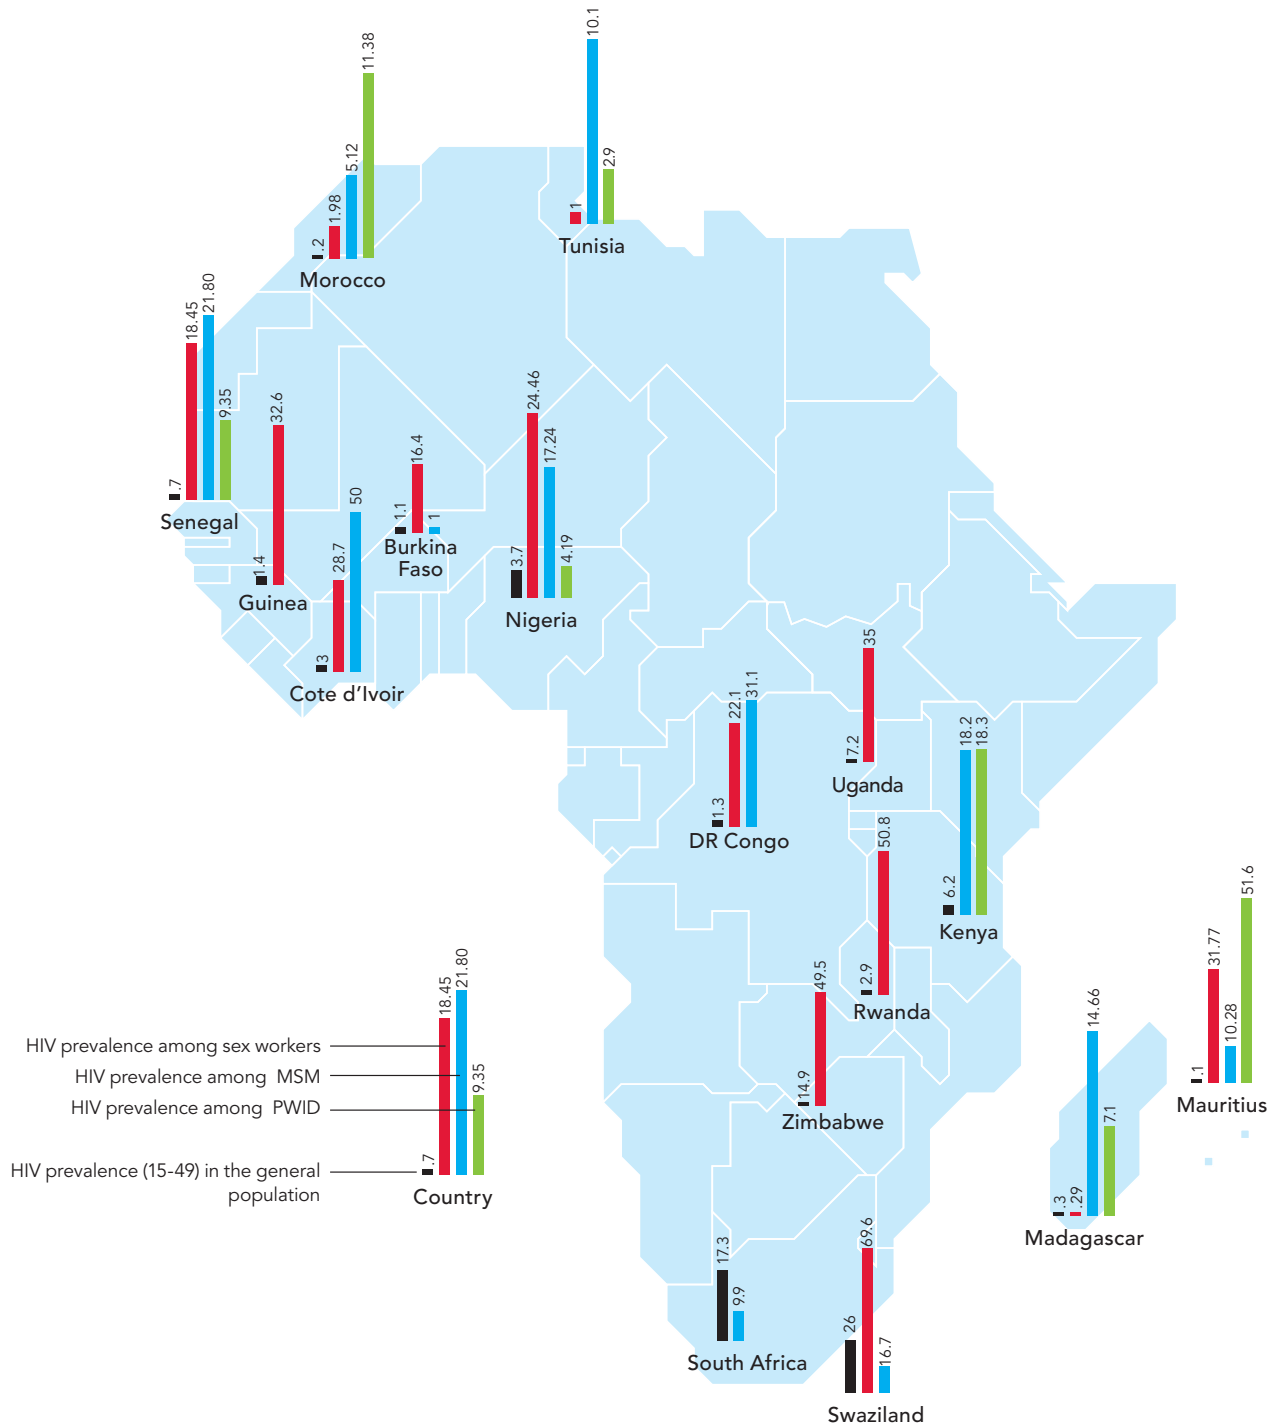 10.1
2.9
1
Tunisia
11.38
5.12
1.98
.2
Morocco
18.45
21.80
9.35
.7
Senegal
32.6
1.4
Guinea
16.4
1.1
1
Burkina
Faso
24.46
17.24
3.7
4.19
Nigeria
50
28.7
3
Cote d’Ivoir
35
7.2
Uganda
22.1
31.1
1.3
DR Congo
18.2
18.3
6.2
Kenya
50.8
2.9
Rwanda
49.5
14.9
Zimbabwe
51.6
31.77
10.28
.1
Mauritius
14.66
7.1
.3
.29
Madagascar
17.3
9.9
South Africa
69.6
26
16.7
Swaziland
18.45
21.80
9.35
.7
HIV prevalence among sex workers
HIV prevalence among MSM
HIV prevalence among PWID
HIV prevalence (15-49) in the general
population
Country